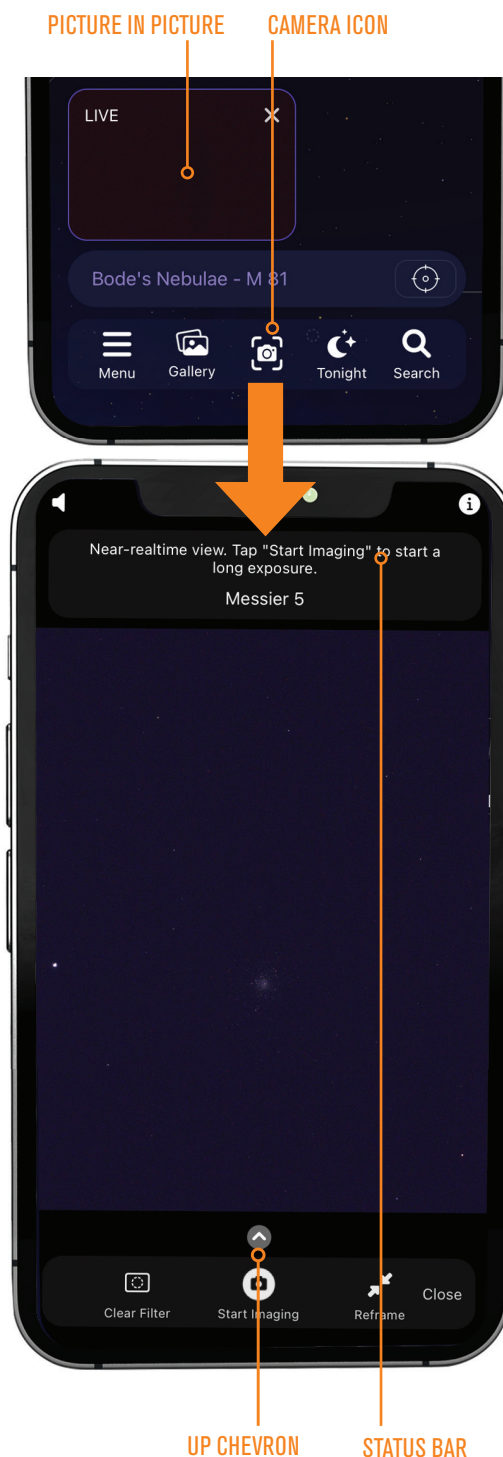 PICTURE IN PICTURE
CAMERA ICON
LIVE
Bode's Nebulae - M 81
Menu
Gallery
Tonight
Search
Near-realtime view. Tap "Start Imaging" to start a
long exposure.
Messier 5
Clear Filter
Start Imaging
Reframe
Close
UP CHEVRON
STATUS BAR